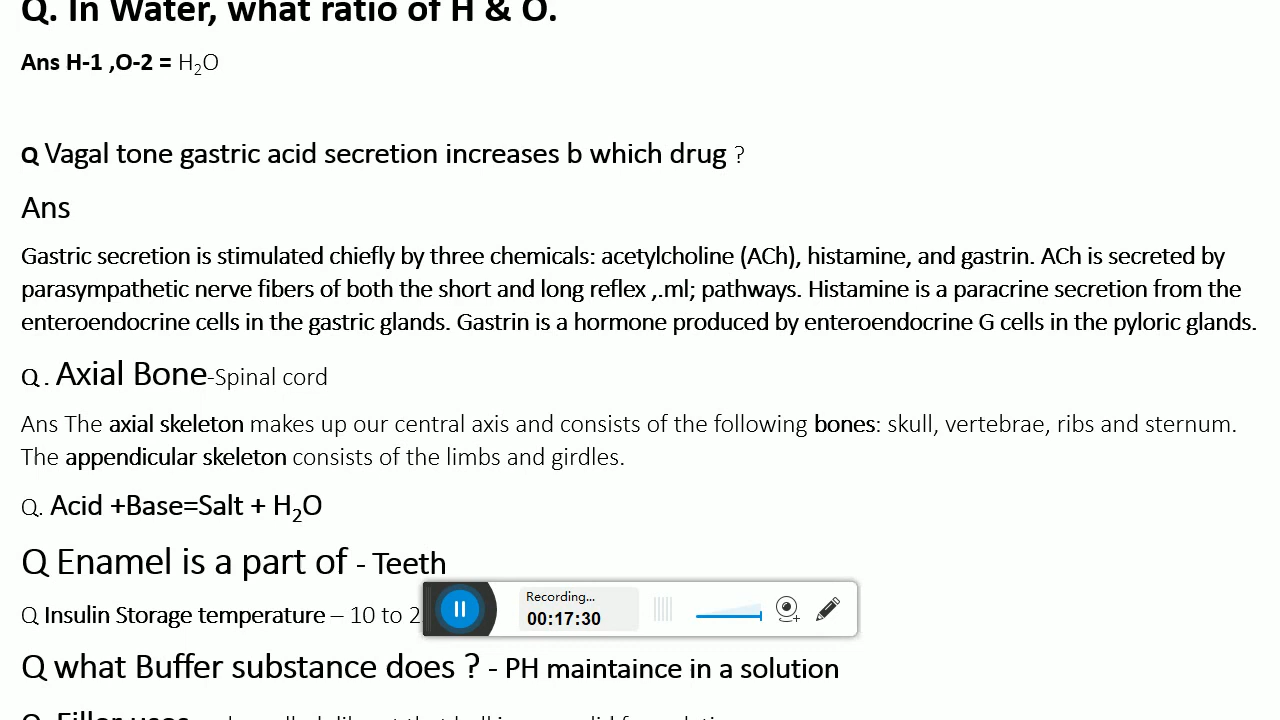 Q. In Water, what ratio of H & O.
Ans H-1 ,O-2 = H₂O
Q Vagal tone gastric acid secretion increases b which drug ?
Ans
Gastric secretion is stimulated chiefly by three chemicals: acetylcholine (ACh), histamine, and gastrin. ACh is secreted by
parasympathetic nerve fibers of both the short and long reflex ,.ml; pathways. Histamine is a paracrine secretion from the
enteroendocrine cells in the gastric glands. Gastrin is a hormone produced by enteroendocrine G cells in the pyloric glands.
Q . Axial Bone-Spinal cord
Ans The axial skeleton makes up our central axis and consists of the following bones: skull, vertebrae, ribs and sternum.
The appendicular skeleton consists of the limbs and girdles.
Q. Acid +Base=Salt + H₂O
Q Enamel is a part of - Teeth
Q Insulin Storage temperature – 10 to 2
Recording...
00:17:30
Q what Buffer substance does ? - PH maintaince in a solution